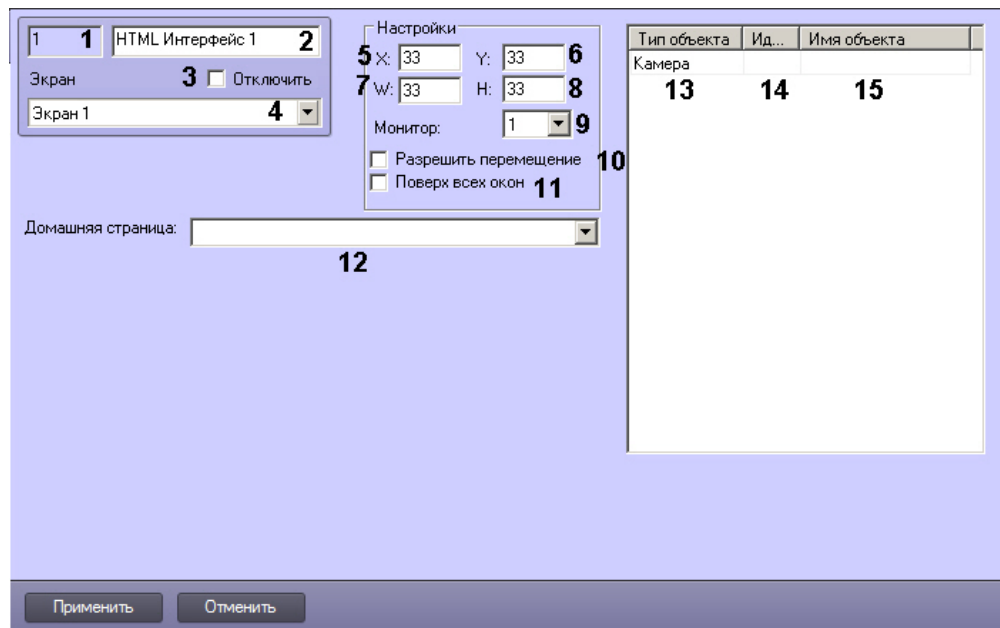 1 1 HTML Интерфейс 1 2
Экран 3 Отключить
Экран 1 4
Настройки
5 X: 33 Y: 33 6
7 W: 33 H: 33 8
Монитор: 1 9
Разрешить перемещение 10
Поверх всех окон 11
Домашняя страница:
12
Тип объекта Ид... Имя объекта
Камера
13 14 15
Применить Отменить